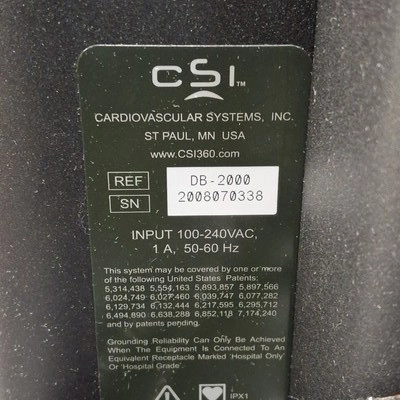 CSI™
CARDIOVASCULAR SYSTEMS, INC.
ST PAUL, MN USA
www.CSI360.com
REF DB-2000
SN 2008070338
INPUT 100-240VAC,
1 A, 50-60 Hz
This system may be covered by one or more
of the following United States Patents:
5,314,438 5,554,163 5,893,857 5,897,566
6,024,749 6,027,460 6,039,747 6,077,282
6,129,734 6,132,444 6,217,595 6,295,712
6,494,890 6,638,288 6,852,118 7,174,240
and by patents pending.
Grounding Reliability Can Only Be Achieved
When The Equipment Is Connected To An
Equivalent Receptacle Marked 'Hospital Only'
Or 'Hospital Grade'.
IPX1